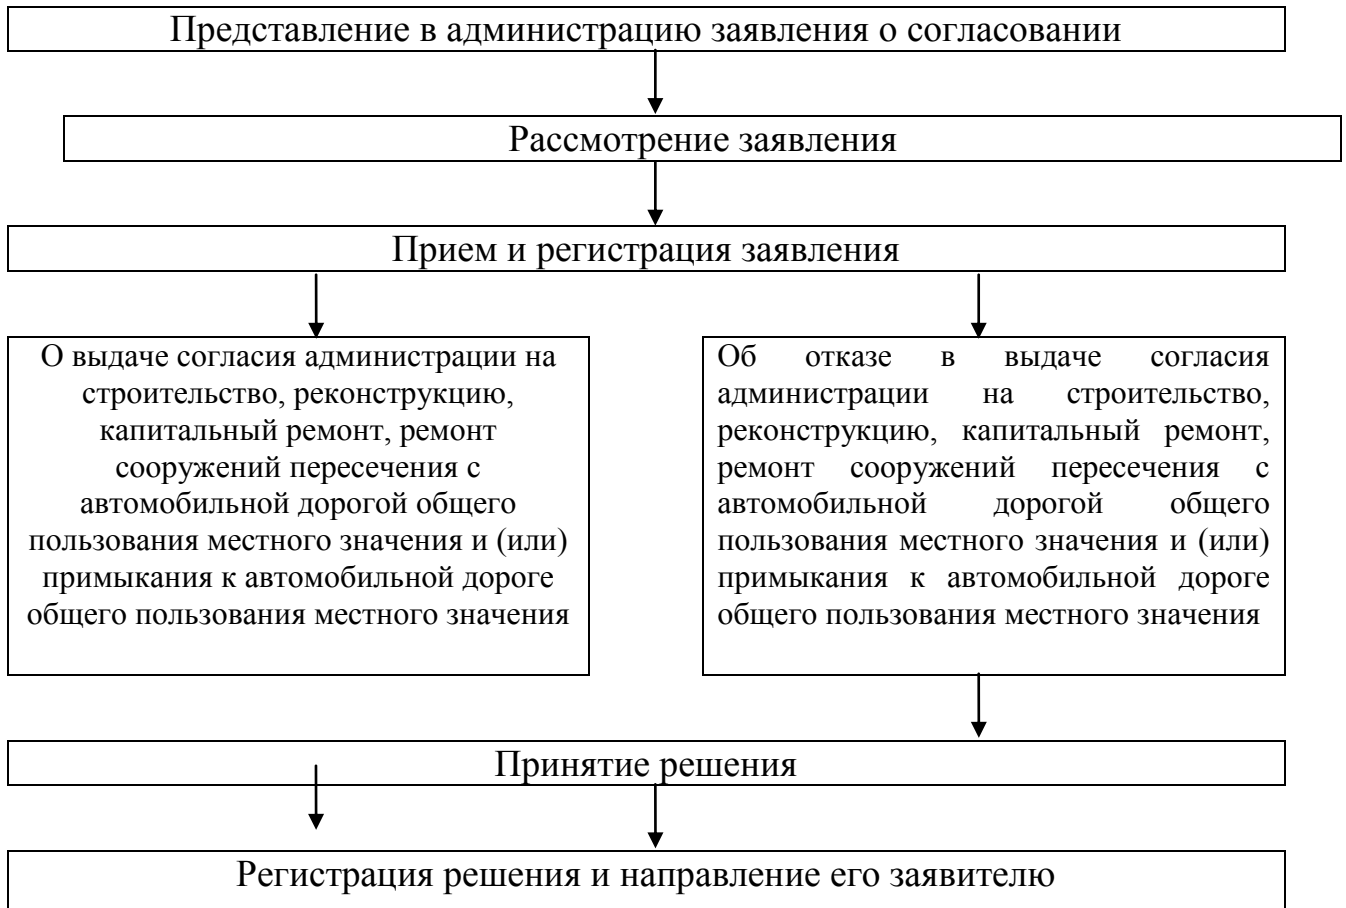 Представление в администрацию заявления о согласовании
Рассмотрение заявления
Прием и регистрация заявления
О выдаче согласия администрации на
строительство, реконструкцию,
капитальный ремонт, ремонт
сооружений пересечения с
автомобильной дорогой общего
пользования местного значения и (или)
примыкания к автомобильной дороге
общего пользования местного значения
Об отказе в выдаче согласия
администрации на строительство,
реконструкцию, капитальный ремонт,
ремонт сооружений пересечения с
автомобильной дорогой общего
пользования местного значения и (или)
примыкания к автомобильной дороге
общего пользования местного значения
Принятие решения
Регистрация решения и направление его заявителю